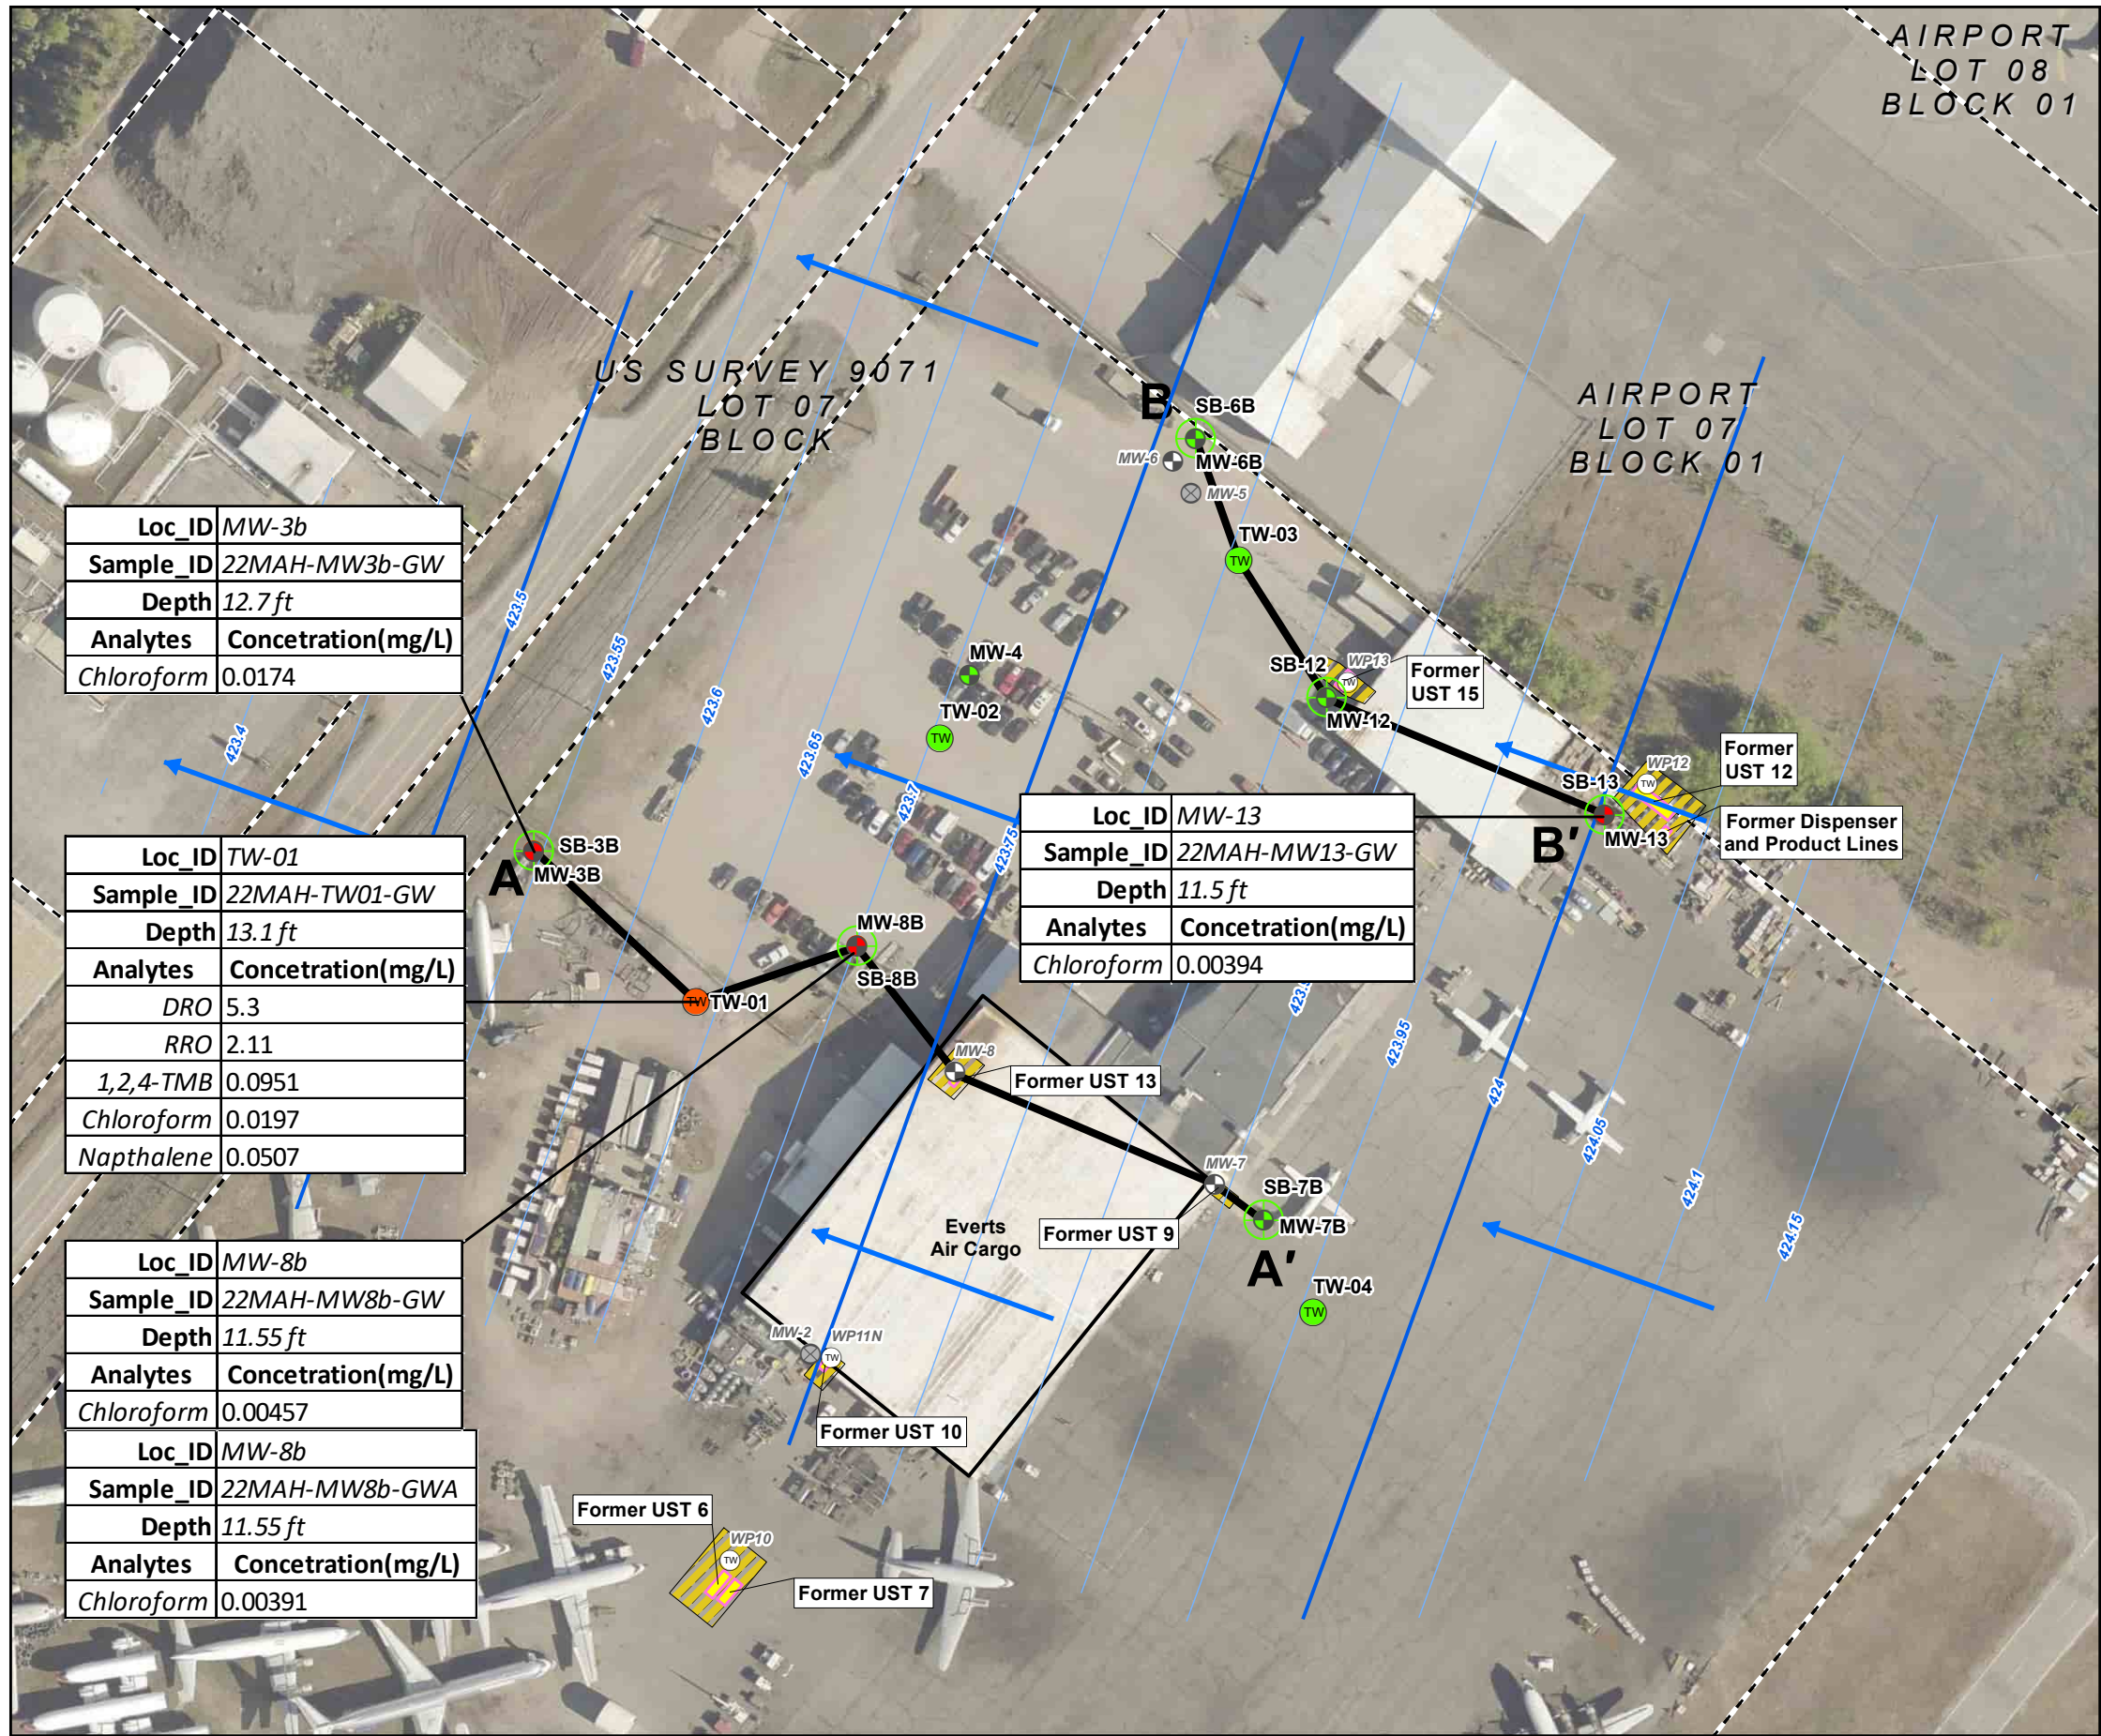 AIRPORT
LOT 08
BLOCK 01
US SURVEY 9071
LOT 07
BLOCK
AIRPORT
LOT 07
BLOCK 01
B
SB-6B
MW-6
MW-6B
MW-5
TW-03
TW
Loc_ID MW-3b
Sample_ID 22MAH-MW3b-GW
Depth 12.7 ft
Analytes Concetration(mg/L)
Chloroform 0.0174
423.5
423.55
423.6
423.65
423.7
423.75
423.4
MW-4
TW-02
TW
SB-12
WP13
TW
Former
UST 15
MW-12
Former
UST 12
WP12
TW
SB-13
MW-13
B'
Former Dispenser
and Product Lines
Loc_ID MW-13
Sample_ID 22MAH-MW13-GW
Depth 11.5 ft
Analytes Concetration(mg/L)
Chloroform 0.00394
SB-3B
A
MW-3B
Loc_ID TW-01
Sample_ID 22MAH-TW01-GW
Depth 13.1 ft
Analytes Concetration(mg/L)
DRO 5.3
RRO 2.11
1,2,4-TMB 0.0951
Chloroform 0.0197
Napthalene 0.0507
MW-8B
SB-8B
TW
TW-01
MW-8
Former UST 13
423.95
424
424.05
424.1
424.15
MW-7
SB-7B
MW-7B
Former UST 9
A'
Everts
Air Cargo
TW-04
TW
Loc_ID MW-8b
Sample_ID 22MAH-MW8b-GW
Depth 11.55 ft
Analytes Concetration(mg/L)
Chloroform 0.00457
Loc_ID MW-8b
Sample_ID 22MAH-MW8b-GWA
Depth 11.55 ft
Analytes Concetration(mg/L)
Chloroform 0.00391
MW-2
WP11N
TW
Former UST 10
Former UST 6
WP10
TW
Former UST 7